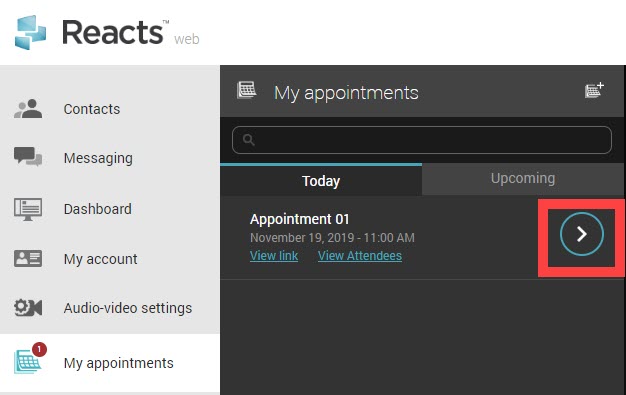 Reacts™ web
Contacts
Messaging
Dashboard
My account
Audio-video settings
1
My appointments
My appointments
Today
Upcoming
Appointment 01
November 19, 2019 - 11:00 AM
View link View Attendees